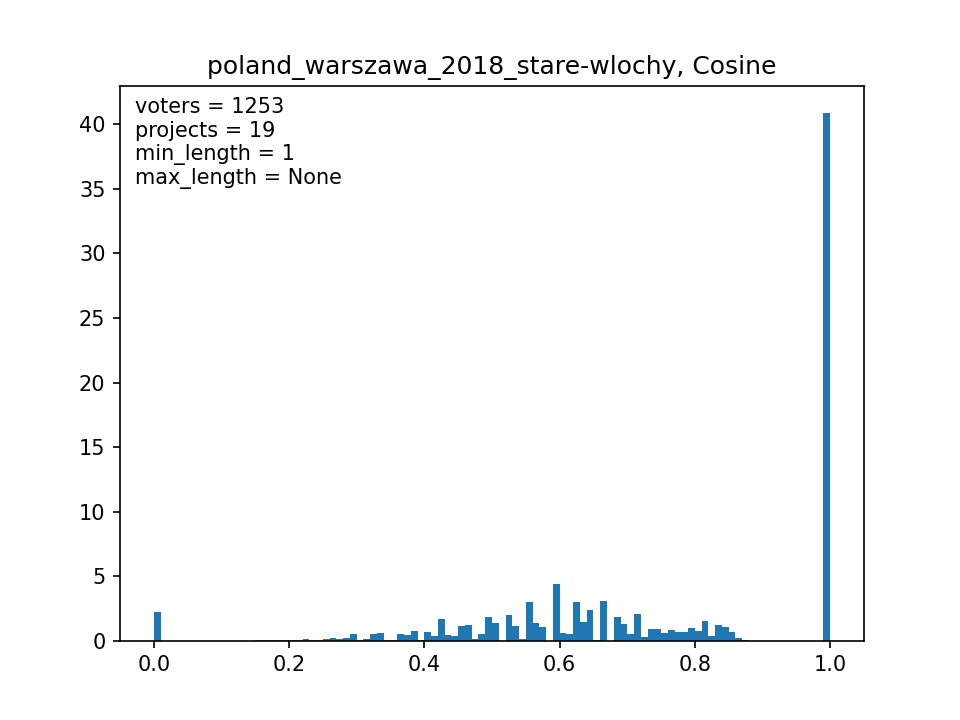 poland_warszawa_2018_stare-wlochy, Cosine
voters = 1253
projects = 19
min_length = 1
max_length = None
40
35
30
25
20
15
10
5
0
0.0 0.2 0.4 0.6 0.8 1.0